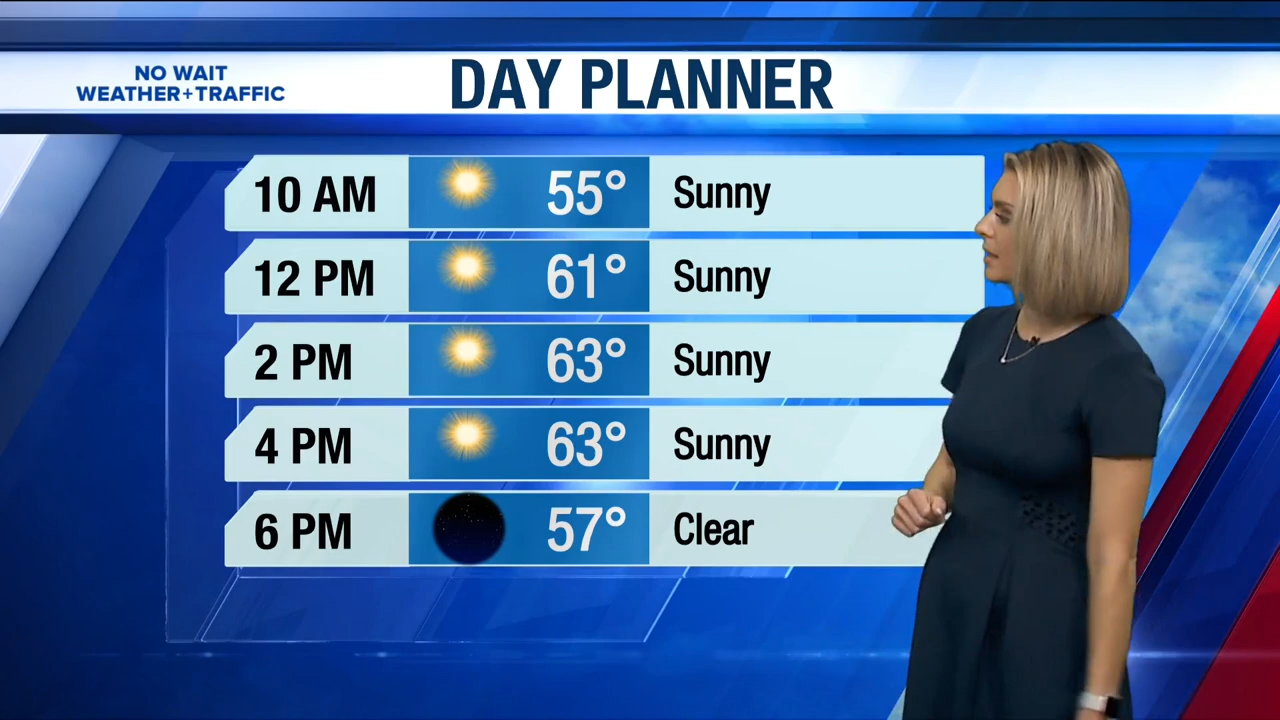 NO WAIT
WEATHER+TRAFFIC
DAY PLANNER
10 AM 55° Sunny
12 PM 61° Sunny
2 PM 63° Sunny
4 PM 63° Sunny
6 PM 57° Clear